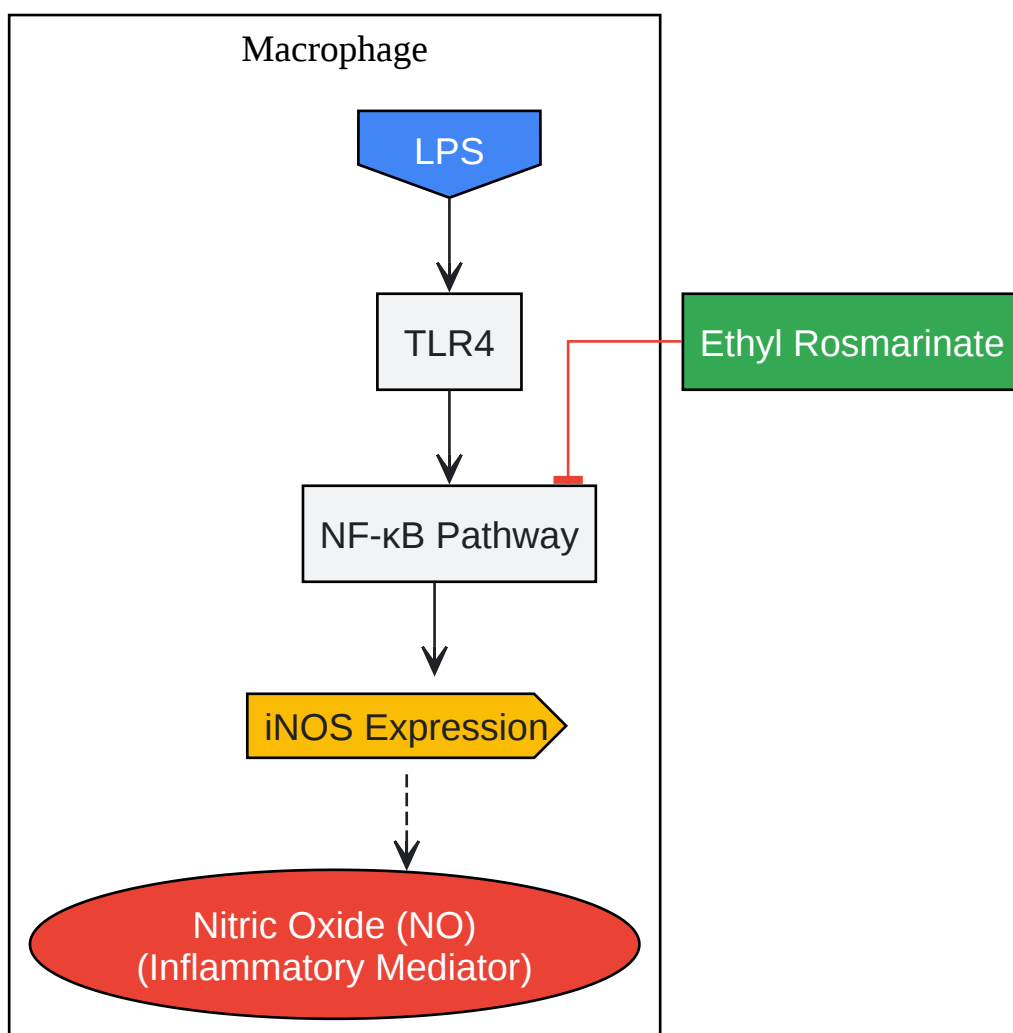 Macrophage
LPS
TLR4
Ethyl Rosmarinate
NF-κB Pathway
iNOS Expression
Nitric Oxide (NO)
(Inflammatory Mediator)